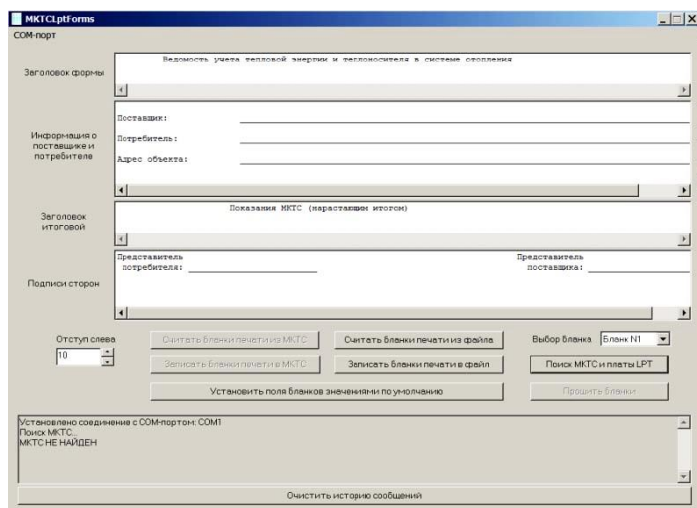 MKTCLptForms
COM-порт
Заголовок формы
Ведомость учета тепловой энергии и теплоносителя в системе отопления
Информация о
поставщике и
потребителе
Поставщик:
Потребитель:
Адрес объекта:
Заголовок
итоговой
Показания МКТС (нарастающим итогом)
Подписи сторон
Представитель
потребителя:
Представитель
поставщика:
Отступ слева
10
Считать бланки печати из МКТС
Считать бланки печати из файла
Выбор бланка
Бланк N1
Записать бланки печати в МКТС
Записать бланки печати в файл
Поиск МКТС и платы LPT
Установить поля бланков значениями по умолчанию
Прошить бланки
Установлено соединение с COM-портом: COM1
Поиск МКТС...
МКТС НЕ НАЙДЕН
Очистить историю сообщений